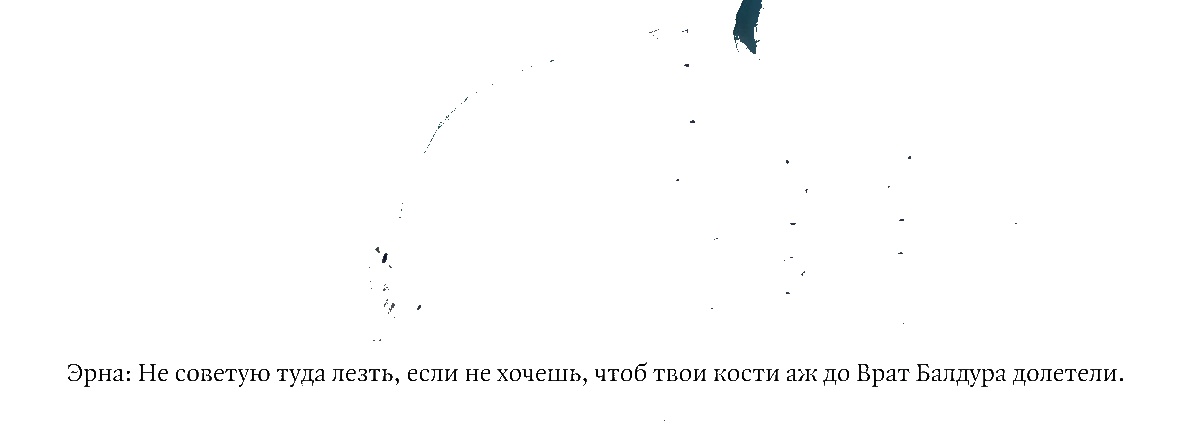 Эрна: Не советую туда лезть, если не хочешь, чтоб твои кости аж до Врат Балдура долетели.